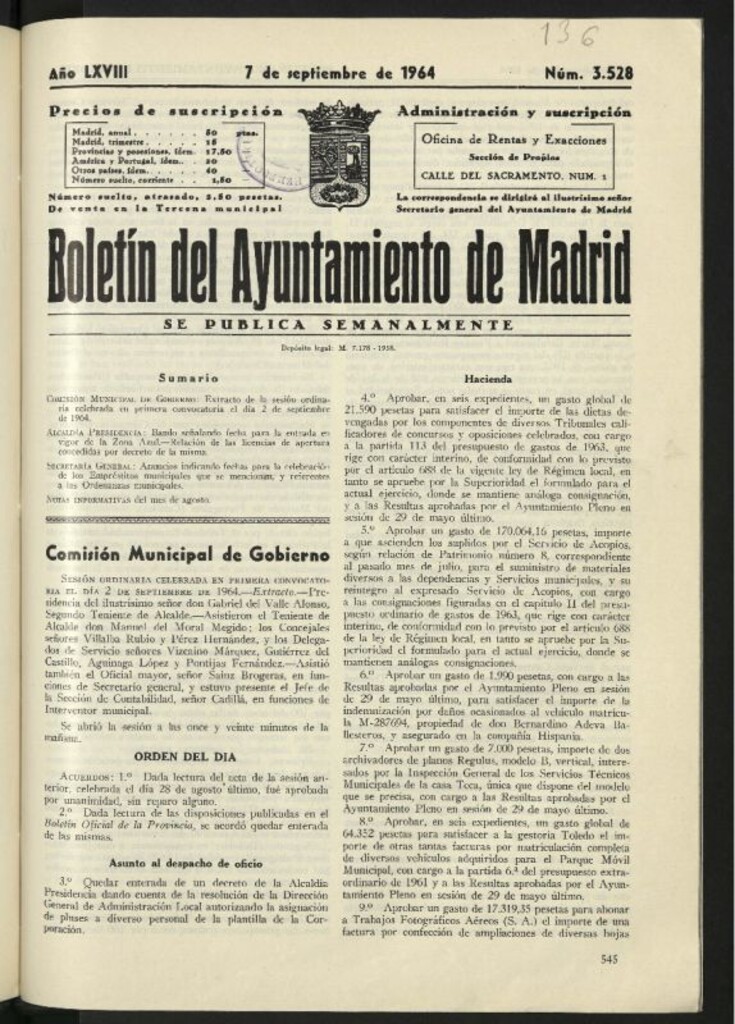 136
Año LXVIII
7 de septiembre de 1964
Núm. 3.528
Precios de suscripción
Madrid, anual . . . . . . 60 ptas.
Madrid, trimestre . . . . . 15
Provincias y posesiones, ídem. . 17,50
América y Portugal, ídem. . . 20
Otros países, ídem. . . . . 40
Número suelto, corriente . . 1,50
Número suelto, atrasado, 2,50 pesetas.
De venta en la Tercena municipal
Administración y suscripción
Oficina de Rentas y Exacciones
Sección de Propios
CALLE DEL SACRAMENTO, NUM. 1
La correspondencia se dirigirá al ilustrísimo señor
Secretario general del Ayuntamiento de Madrid
Boletín del Ayuntamiento de Madrid
SE PUBLICA SEMANALMENTE
Depósito legal: M. 7.178 - 1958.
Sumario
COMISIÓN MUNICIPAL DE GOBIERNO: Extracto de la sesión ordina-
ria celebrada en primera convocatoria el día 2 de septiembre
de 1964.
ALCALDÍA PRESIDENCIA: Bando señalando fecha para la entrada en
vigor de la Zona Azul.—Relación de las licencias de apertura
concedidas por decreto de la misma.
SECRETARÍA GENERAL: Anuncios indicando fechas para la celebración
de los Empréstitos municipales que se mencionan, y referentes
a las Ordenanzas municipales.
NOTAS INFORMATIVAS del mes de agosto.
Comisión Municipal de Gobierno
SESIÓN ORDINARIA CELEBRADA EN PRIMERA CONVOCATO-
RIA EL DÍA 2 DE SEPTIEMBRE DE 1964.—Extracto.—Pre-
sidencia del ilustrísimo señor don Gabriel del Valle Alonso,
Segundo Teniente de Alcalde.—Asistieron el Teniente de
Alcalde don Manuel del Moral Megido; los Concejales
señores Villalba Rubio y Pérez Hernández, y los Delega-
dos de Servicio señores Vizcaíno Márquez, Gutiérrez del
Castillo, Aguinaga López y Pontijas Fernández.—Asistió
también el Oficial mayor, señor Sainz Brogeras, en fun-
ciones de Secretario general, y estuvo presente el Jefe de
la Sección de Contabilidad, señor Cadillá, en funciones de
Interventor municipal.
Se abrió la sesión a las once y veinte minutos de la
mañana.
ORDEN DEL DIA
ACUERDOS: 1.º Dada lectura del acta de la sesión an-
terior, celebrada el día 28 de agosto último, fué aprobada
por unanimidad, sin reparo alguno.
2.º Dada lectura de las disposiciones publicadas en el
Boletín Oficial de la Provincia, se acordó quedar enterada
de las mismas.
Asunto al despacho de oficio
3.º Quedar enterada de un decreto de la Alcaldía
Presidencia dando cuenta de la resolución de la Dirección
General de Administración Local autorizando la asignación
de pluses a diverso personal de la plantilla de la Cor-
poración.
Hacienda
4.º Aprobar, en seis expedientes, un gasto global de
21.590 pesetas para satisfacer el importe de las dietas de-
vengadas por los componentes de diversos Tribunales cali-
ficadores de concursos y oposiciones celebrados, con cargo
a la partida 113 del presupuesto de gastos de 1963, que
rige con carácter interino, de conformidad con lo previsto
por el artículo 688 de la vigente ley de Régimen local, en
tanto se apruebe por la Superioridad el formulado para el
actual ejercicio, donde se mantiene análoga consignación,
y a las Resultas aprobadas por el Ayuntamiento Pleno en
sesión de 29 de mayo último.
5.º Aprobar un gasto de 170.064,16 pesetas, importe
a que ascienden los suplidos por el Servicio de Acopios,
según relación de Patrimonio número 8, correspondiente
al pasado mes de julio, para el suministro de materiales
diversos a las dependencias y Servicios municipales, y su
reintegro al expresado Servicio de Acopios, con cargo
a las consignaciones figuradas en el capítulo II del presu-
puesto ordinario de gastos de 1963, que rige con carácter
interino, de conformidad con lo previsto por el artículo 688
de la ley de Régimen local, en tanto se apruebe por la Su-
perioridad el formulado para el actual ejercicio, donde se
mantienen análogas consignaciones.
6.º Aprobar un gasto de 1.990 pesetas, con cargo a las
Resultas aprobadas por el Ayuntamiento Pleno en sesión
de 29 de mayo último, para satisfacer el importe de la
indemnización por daños ocasionados al vehículo matrícu-
la M-287694, propiedad de don Bernardino Adeva Ba-
llesteros, y asegurado en la compañía Hispania.
7.º Aprobar un gasto de 7.000 pesetas, importe de dos
archivadores de planos Regulus, modelo B, vertical, intere-
sados por la Inspección General de los Servicios Técnicos
Municipales de la casa Teca, única que dispone del modelo
que se precisa, con cargo a las Resultas aprobadas por el
Ayuntamiento Pleno en sesión de 29 de mayo último.
8.º Aprobar, en seis expedientes, un gasto global de
64.352 pesetas para satisfacer a la gestoría Toledo el im-
porte de otras tantas facturas por matriculación completa
de diversos vehículos adquiridos para el Parque Móvil
Municipal, con cargo a la partida 6.ª del presupuesto extra-
ordinario de 1961 y a las Resultas aprobadas por el Ayun-
tamiento Pleno en sesión de 29 de mayo último.
9.º Aprobar un gasto de 17.319,35 pesetas para abonar
a Trabajos Fotográficos Aéreos (S. A.) el importe de una
factura por confección de ampliaciones de diversas hojas
545